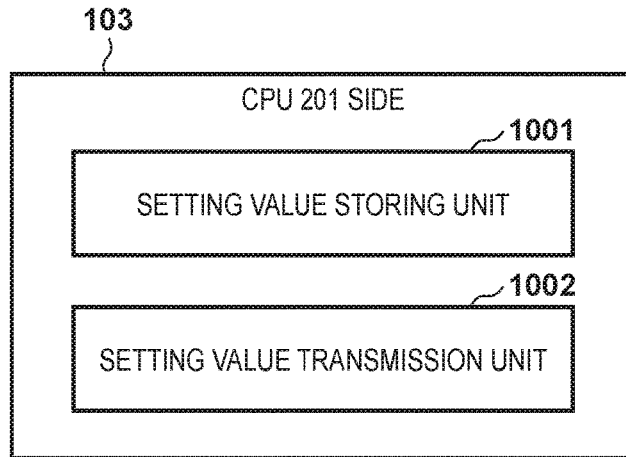 103
CPU 201 SIDE
1001
SETTING VALUE STORING UNIT
1002
SETTING VALUE TRANSMISSION UNIT